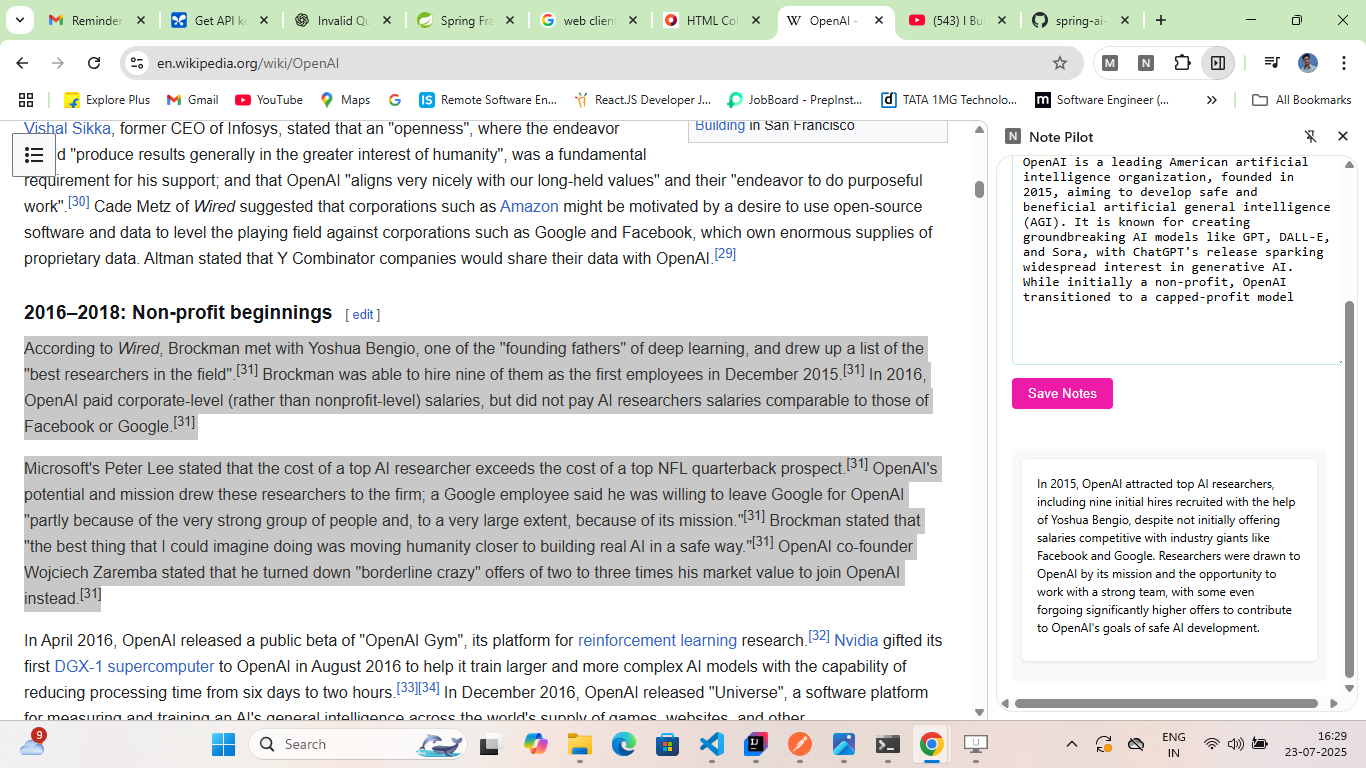 Reminder
Get API k
Invalid Qu
Spring Fra
web clien
HTML Col
OpenAI -
(543) I Bui
spring-ai-
en.wikipedia.org/wiki/OpenAI
M
N
Explore Plus
Gmail
YouTube
Maps
Remote Software En...
ReactJS Developer J...
JobBoard - PrepInst...
TATA 1MG Technolo...
Software Engineer (...
All Bookmarks
Vishal Sikka, former CEO of Infosys, stated that an "openness", where the endeavor
"produce results generally in the greater interest of humanity", was a fundamental
requirement for his support; and that OpenAI "aligns very nicely with our long-held values" and their "endeavor to do purposeful
work".[30] Cade Metz of Wired suggested that corporations such as Amazon might be motivated by a desire to use open-source
software and data to level the playing field against corporations such as Google and Facebook, which own enormous supplies of
proprietary data. Altman stated that Y Combinator companies would share their data with OpenAI.[29]
Building in San Francisco
2016–2018: Non-profit beginnings [ edit ]
According to Wired, Brockman met with Yoshua Bengio, one of the "founding fathers" of deep learning, and drew up a list of the
"best researchers in the field".[31] Brockman was able to hire nine of them as the first employees in December 2015.[31] In 2016,
OpenAI paid corporate-level (rather than nonprofit-level) salaries, but did not pay AI researchers salaries comparable to those of
Facebook or Google.[31]
Microsoft's Peter Lee stated that the cost of a top AI researcher exceeds the cost of a top NFL quarterback prospect.[31] OpenAI's
potential and mission drew these researchers to the firm; a Google employee said he was willing to leave Google for OpenAI
"partly because of the very strong group of people and, to a very large extent, because of its mission."[31] Brockman stated that
"the best thing that I could imagine doing was moving humanity closer to building real AI in a safe way."[31] OpenAI co-founder
Wojciech Zaremba stated that he turned down "borderline crazy" offers of two to three times his market value to join OpenAI
instead.[31]
In April 2016, OpenAI released a public beta of "OpenAI Gym", its platform for reinforcement learning research.[32] Nvidia gifted its
first DGX-1 supercomputer to OpenAI in August 2016 to help it train larger and more complex AI models with the capability of
reducing processing time from six days to two hours.[33][34] In December 2016, OpenAI released "Universe", a software platform
for measuring and training an AI's general intelligence across the world's supply of games, websites, and other
N Note Pilot
OpenAI is a leading American artificial
intelligence organization, founded in
2015, aiming to develop safe and
beneficial artificial general intelligence
(AGI). It is known for creating
groundbreaking AI models like GPT, DALL-E,
and Sora, with ChatGPT's release sparking
widespread interest in generative AI.
While initially a non-profit, OpenAI
transitioned to a capped-profit model
Save Notes
In 2015, OpenAI attracted top AI researchers,
including nine initial hires recruited with the help
of Yoshua Bengio, despite not initially offering
salaries competitive with industry giants like
Facebook and Google. Researchers were drawn to
OpenAI by its mission and the opportunity to
work with a strong team, with some even
forgoing significantly higher offers to contribute
to OpenAI's goals of safe AI development.
9
Search
ENG
IN
16:29
23-07-2025